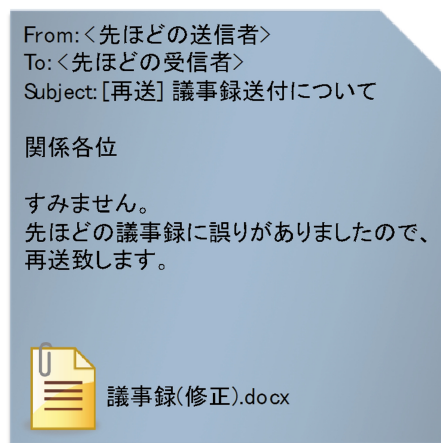 From:<先ほどの送信者>
To:<先ほどの受信者>
Subject:[再送] 議事録送付について
関係各位
すみません。
先ほどの議事録に誤りがありましたので、
再送致します。
議事録(修正).docx